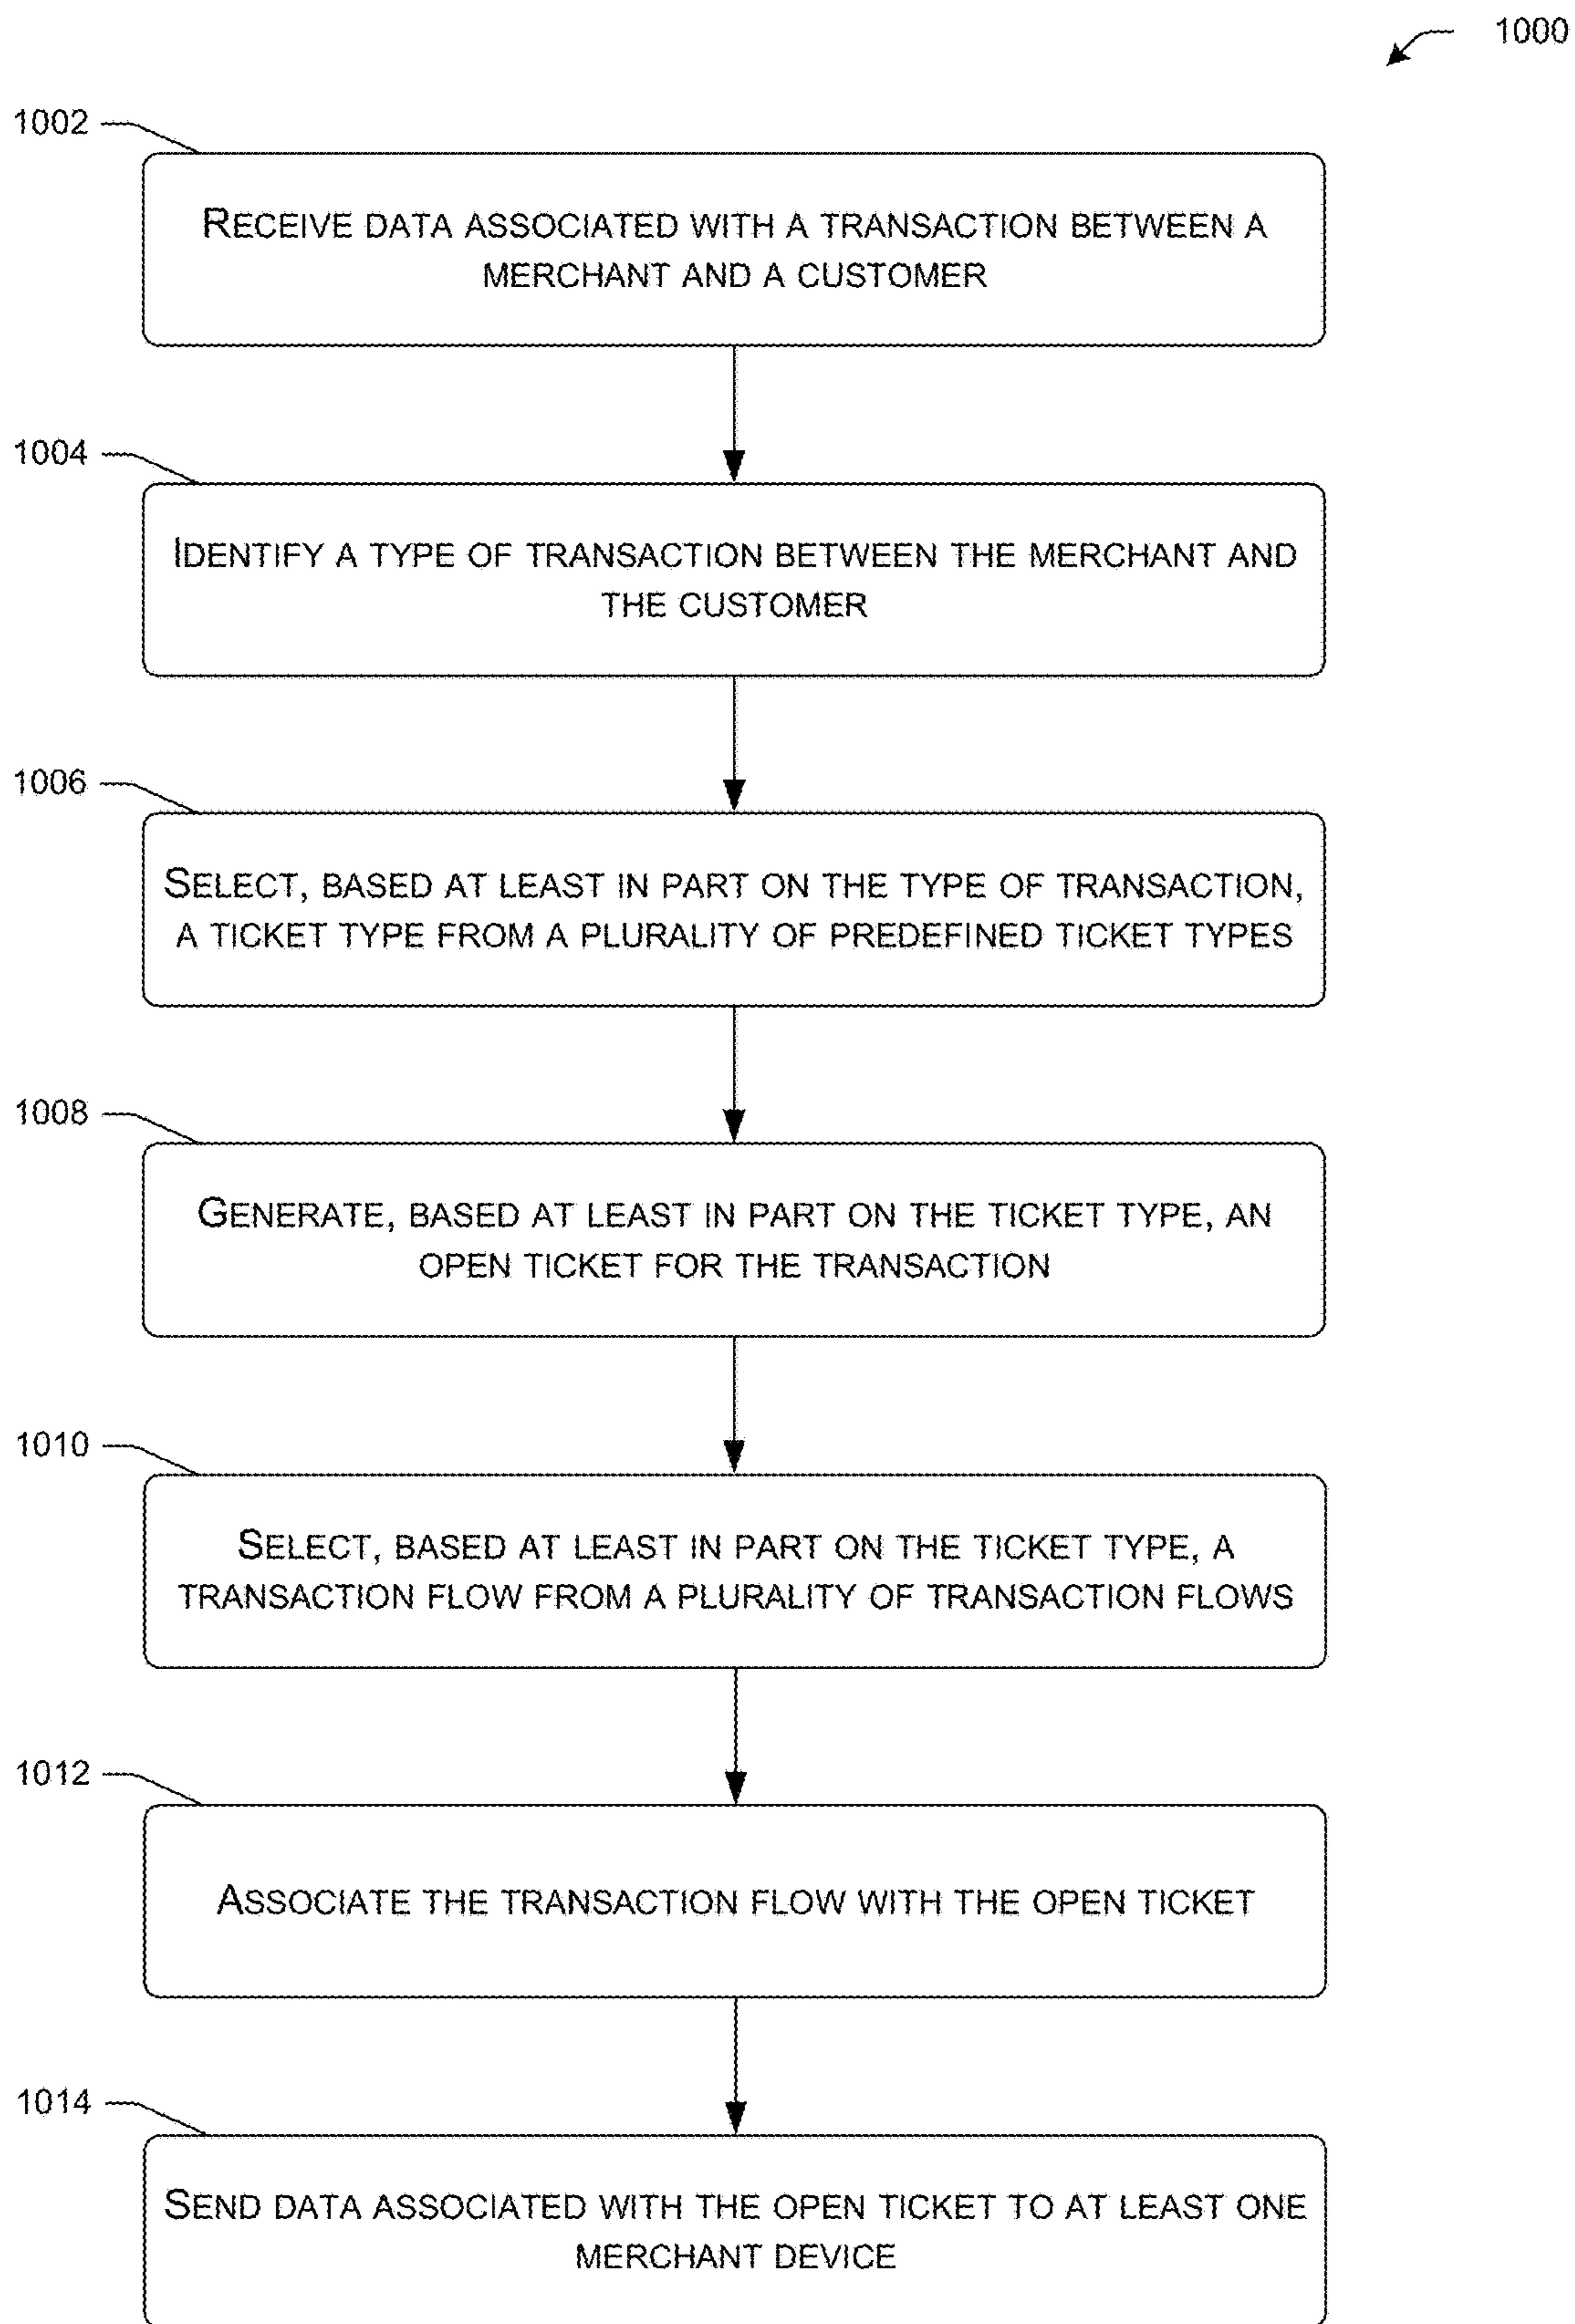 1000
1002
RECEIVE DATA ASSOCIATED WITH A TRANSACTION BETWEEN A
MERCHANT AND A CUSTOMER
1004
IDENTIFY A TYPE OF TRANSACTION BETWEEN THE MERCHANT AND
THE CUSTOMER
1006
SELECT, BASED AT LEAST IN PART ON THE TYPE OF TRANSACTION,
A TICKET TYPE FROM A PLURALITY OF PREDEFINED TICKET TYPES
1008
GENERATE, BASED AT LEAST IN PART ON THE TICKET TYPE, AN
OPEN TICKET FOR THE TRANSACTION
1010
SELECT, BASED AT LEAST IN PART ON THE TICKET TYPE, A
TRANSACTION FLOW FROM A PLURALITY OF TRANSACTION FLOWS
1012
ASSOCIATE THE TRANSACTION FLOW WITH THE OPEN TICKET
1014
SEND DATA ASSOCIATED WITH THE OPEN TICKET TO AT LEAST ONE
MERCHANT DEVICE